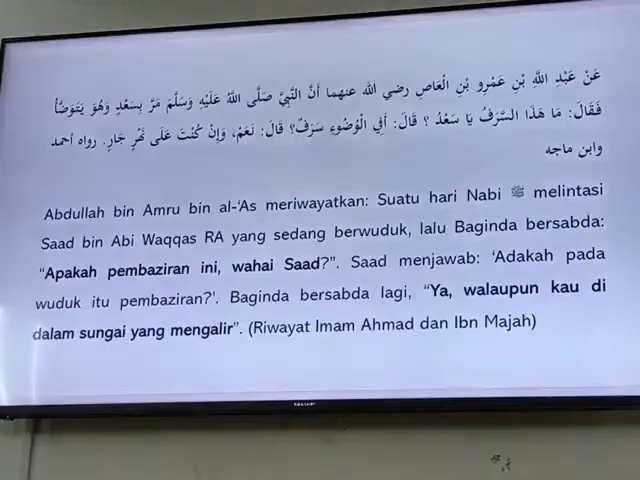 عَنْ عَبْدِ اللَّهِ بْنِ عَمْرِو بْنِ الْعَاصِ رضي الله عنهما أَنَّ النَّبِيَّ صَلَّى اللَّهُ عَلَيْهِ وَسَلَّمَ مَرَّ بِسَعْدٍ وَهُوَ يَتَوَضَّأُ
فَقَالَ: مَا هَذَا السَّرَفُ يَا سَعْدُ ؟ قَالَ: أَفِي الْوُضُوءِ سَرَفٌ؟ قَالَ: نَعَمْ، وَإِنْ كُنْتَ عَلَى نَهْرٍ جَارٍ. رواه أحمد
وابن ماجه
Abdullah bin Amru bin al-‘As meriwayatkan: Suatu hari Nabi ﷺ melintasi
Saad bin Abi Waqqas RA yang sedang berwuduk, lalu Baginda bersabda:
“Apakah pembaziran ini, wahai Saad?”. Saad menjawab: ‘Adakah pada
wuduk itu pembaziran?’. Baginda bersabda lagi, “Ya, walaupun kau di
dalam sungai yang mengalir”. (Riwayat Imam Ahmad dan Ibn Majah)